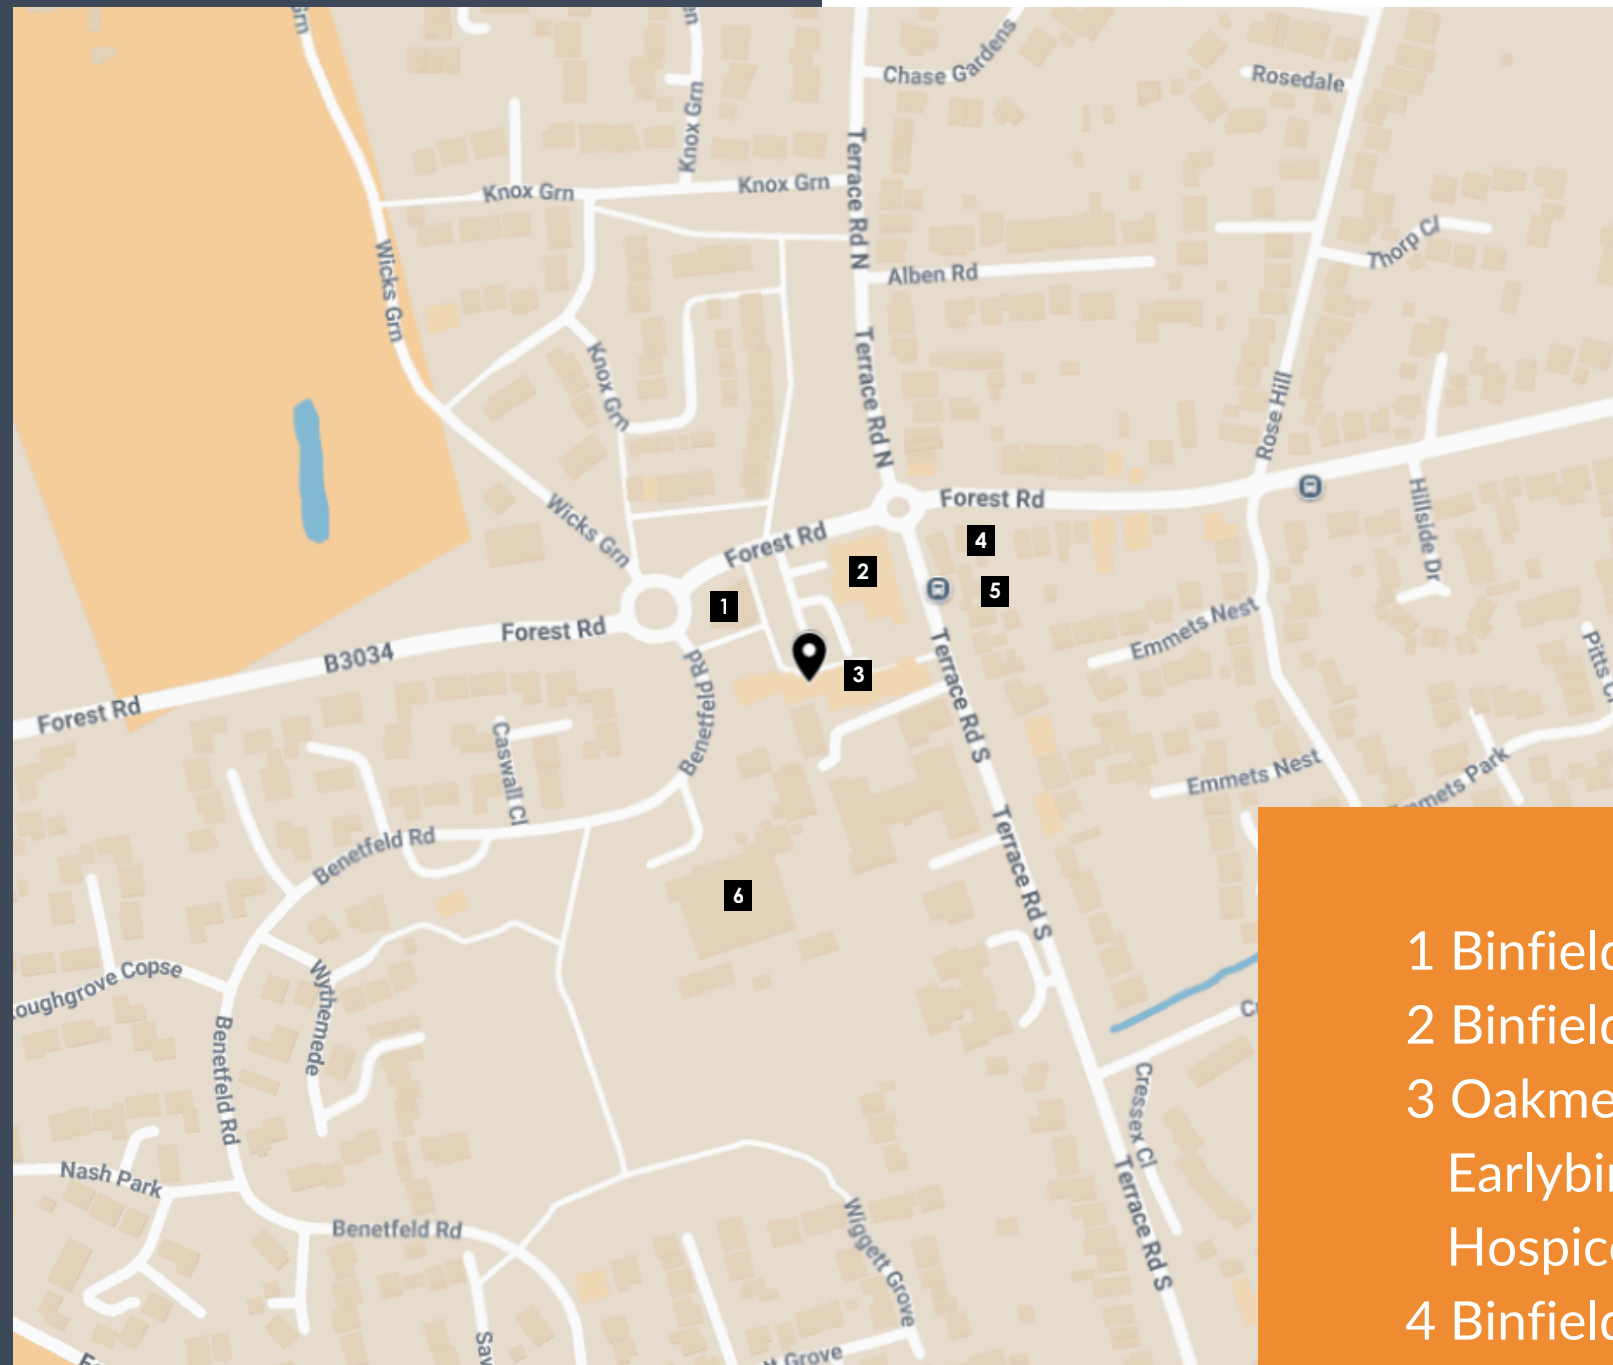 Chase Gardens
Rosedale
Knox Grn
Knox Grn
Knox Grn
Terrace Rd N
Thorp Cl
Wicks Grn
Alben Rd
Knox Grn
Terrace Rd N
Rose Hill
Forest Rd
Hillside Dr
Wicks Grn
Forest Rd
4
2
5
1
Emmets Nest
Forest Rd
B3034
Forest Rd
Benetfeld Rd
3
Terrace Rd S
Caswall Cl
Emmets Nest
Benetfeld Rd
Terrace Rd S
6
Wythemede
Copse
Benetfeld Rd
Cressex Cl
Nash Park
Benetfeld Rd
Wiggett Grove
Terrace Rd S
Grove
1 Binfield
2 Binfield
3 Oakme
Earlybir
Hospice
4 Binfield